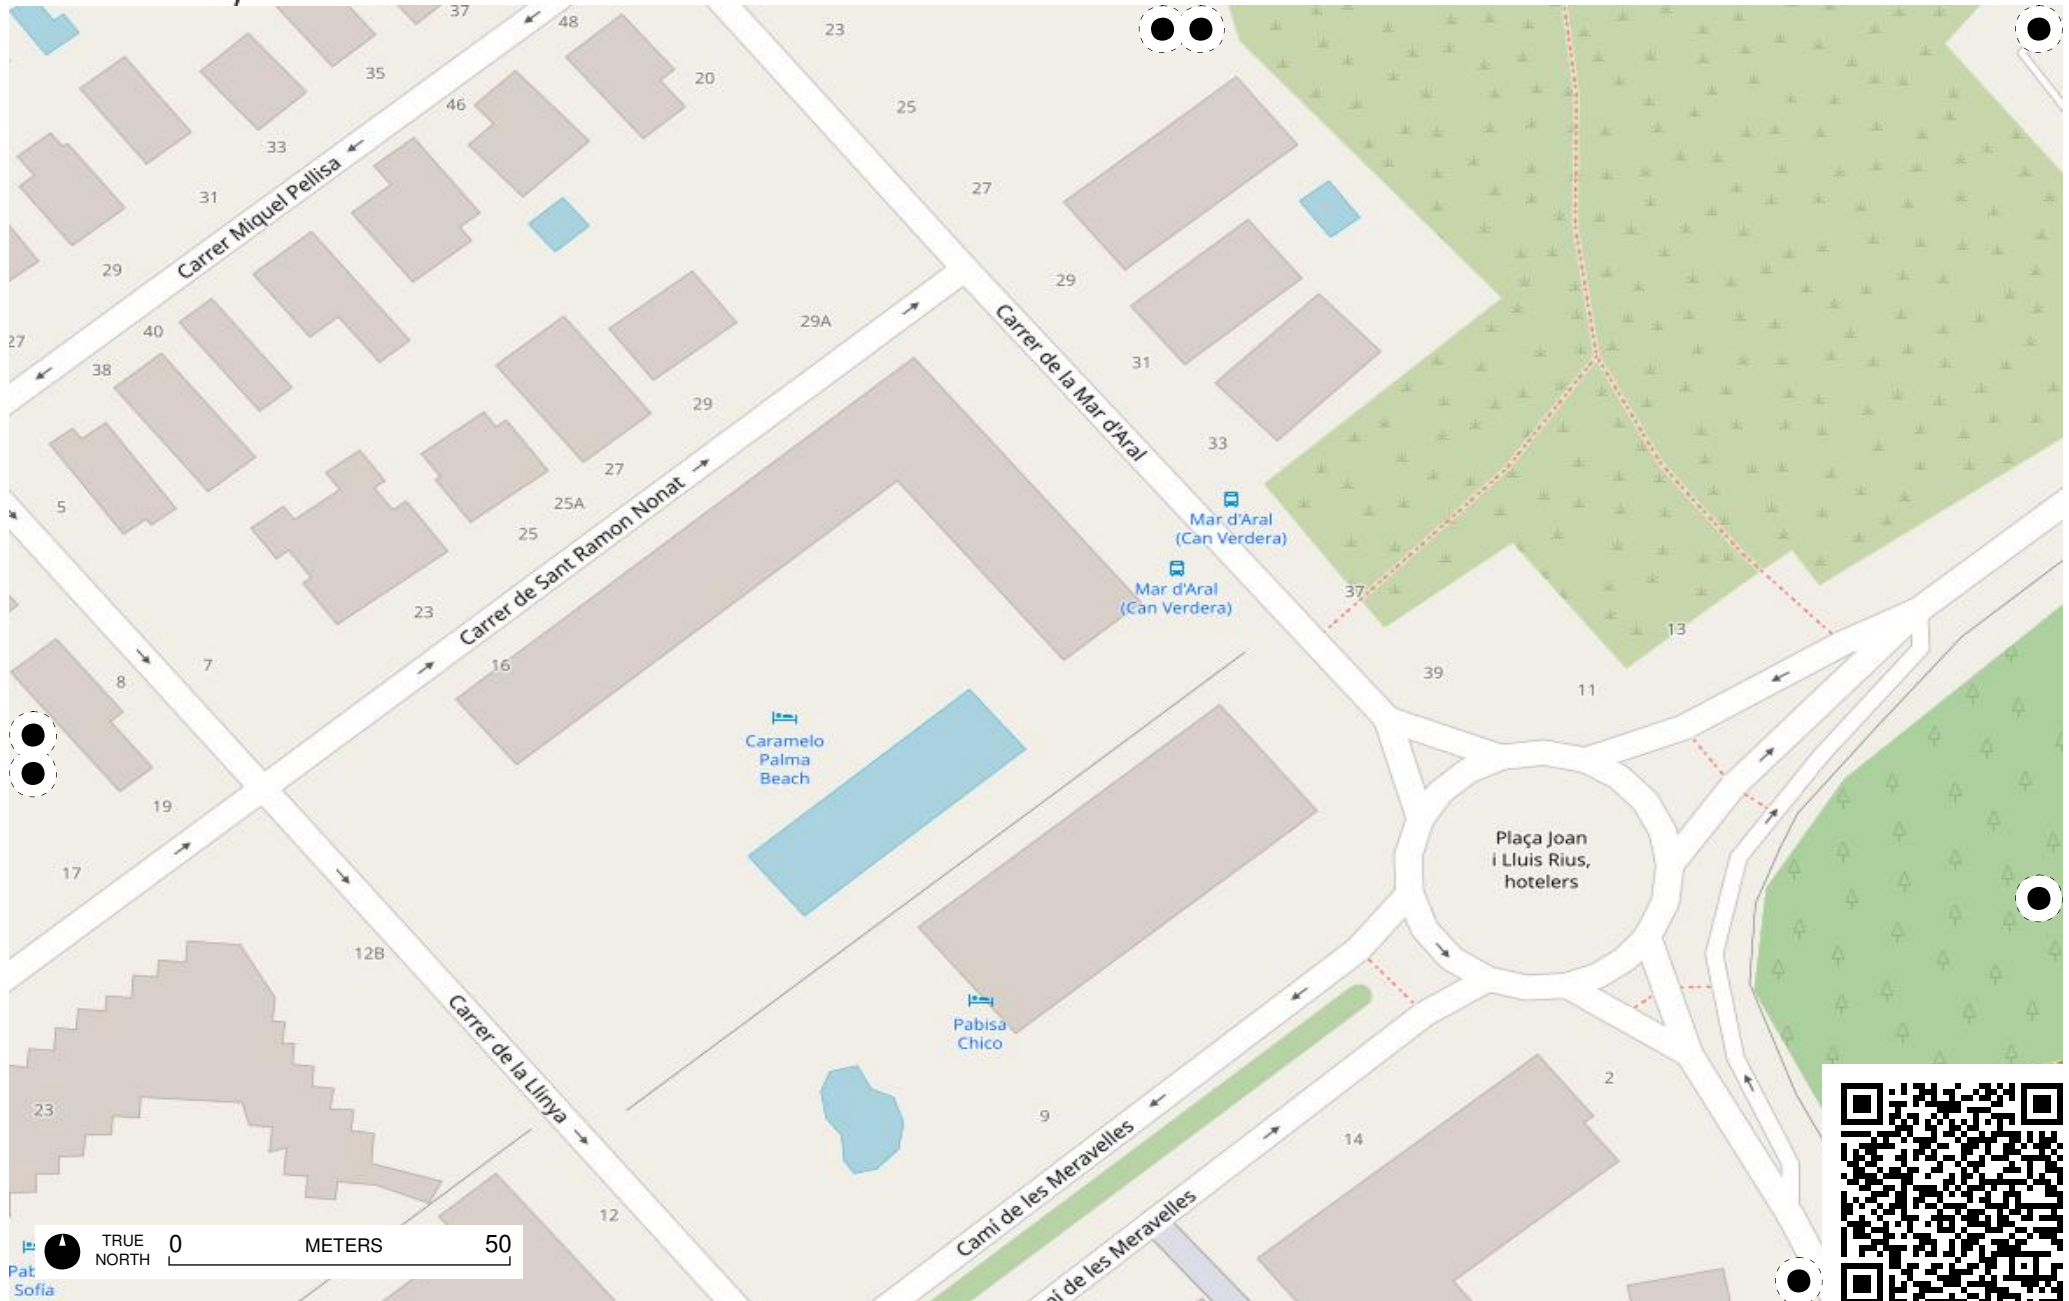 37
48
23
35
20
46
25
33
31
27
Carrer Miquel Pellisa
29
29
27
40
29A
38
Carrer de la Mar d'Aral
31
29
33
27
5
25A
25
Carrer de Sant Ramon Nonat
Mar d'Aral
(Can Verdera)
Mar d'Aral
(Can Verdera)
37
23
13
7
16
8
39
11
Caramelo
Palma
Beach
19
17
Plaça Joan
i Lluis Rius,
hotelers
12B
Carrer de la Llinya
Pabisa
Chico
2
23
9
14
Camí de les Meravelles
Camí de les Meravelles
12
TRUE
NORTH
0
METERS
50
Sofía